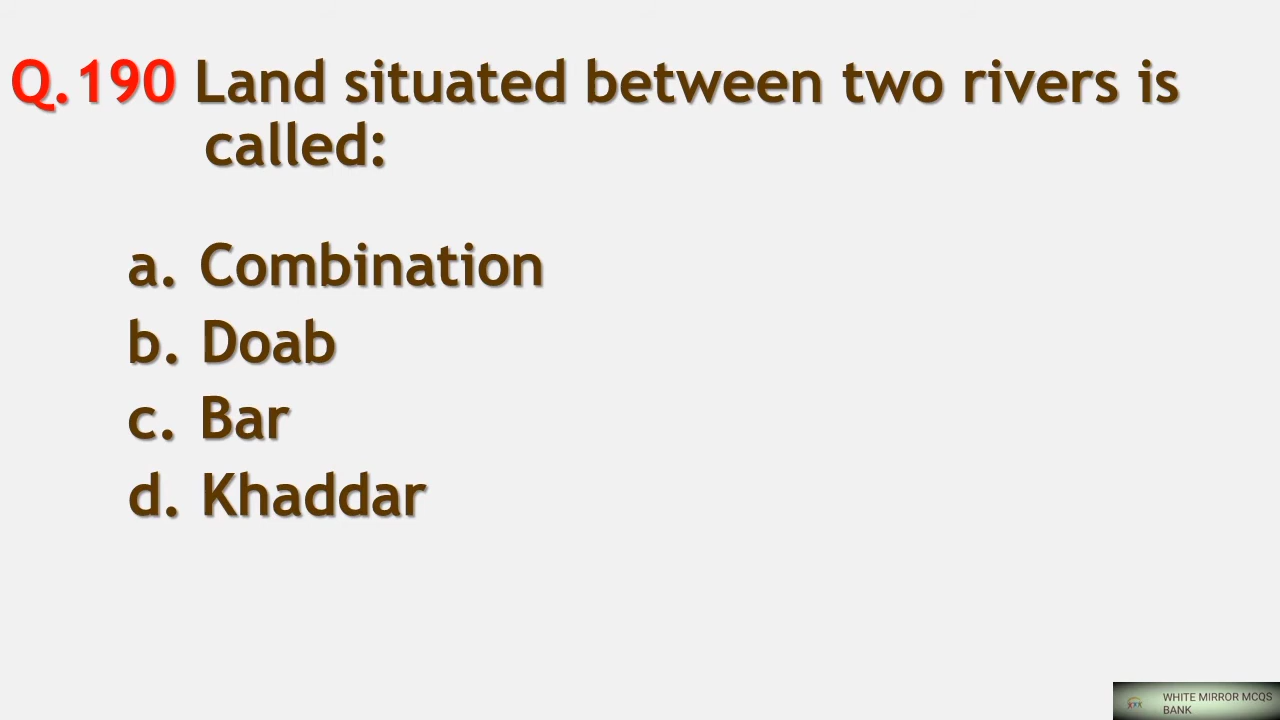 Q.190 Land situated between two rivers is
called:
a. Combination
b. Doab
c. Bar
d. Khaddar
WHITE MIRROR MCQS
BANK